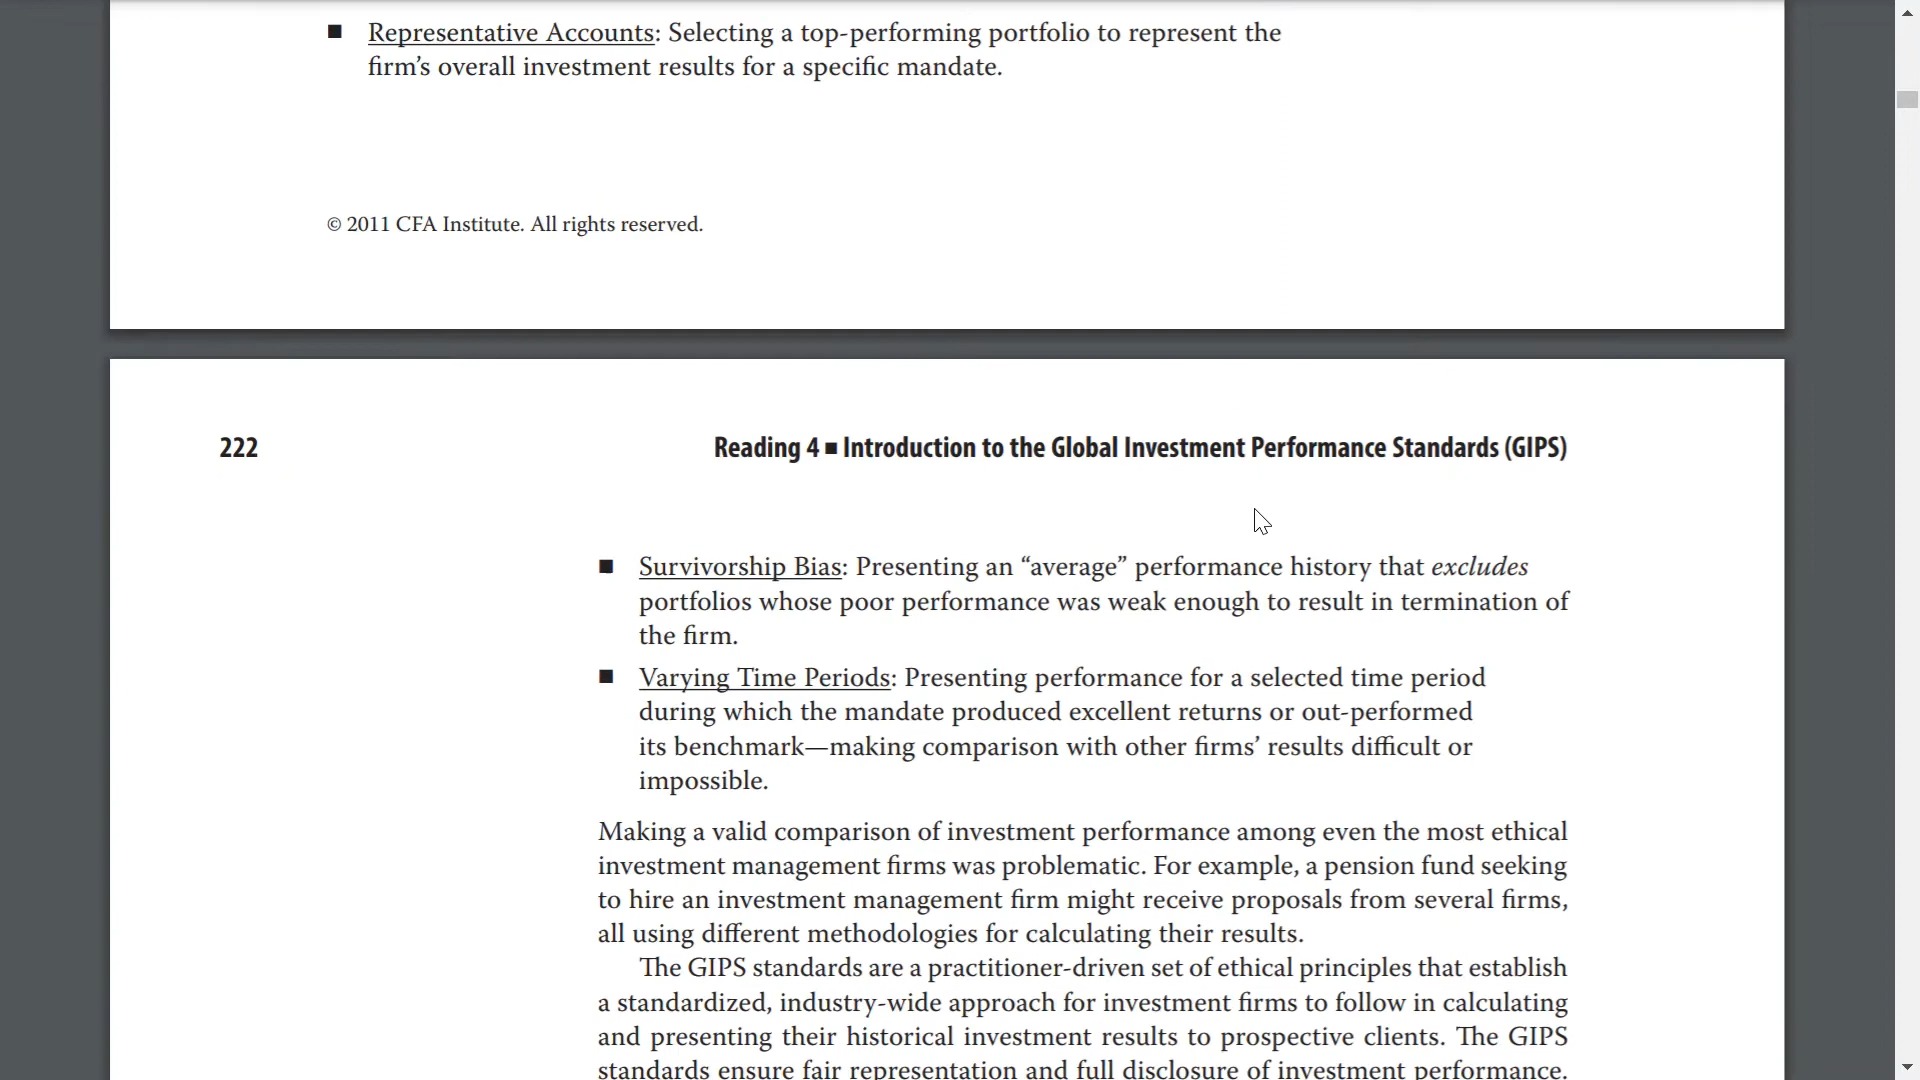 ■ Representative Accounts: Selecting a top-performing portfolio to represent the
firm’s overall investment results for a specific mandate.
© 2011 CFA Institute. All rights reserved.
222
Reading 4 ■ Introduction to the Global Investment Performance Standards (GIPS)
■ Survivorship Bias: Presenting an “average” performance history that excludes
portfolios whose poor performance was weak enough to result in termination of
the firm.
■ Varying Time Periods: Presenting performance for a selected time period
during which the mandate produced excellent returns or out-performed
its benchmark—making comparison with other firms’ results difficult or
impossible.
Making a valid comparison of investment performance among even the most ethical
investment management firms was problematic. For example, a pension fund seeking
to hire an investment management firm might receive proposals from several firms,
all using different methodologies for calculating their results.
The GIPS standards are a practitioner-driven set of ethical principles that establish
a standardized, industry-wide approach for investment firms to follow in calculating
and presenting their historical investment results to prospective clients. The GIPS
standards ensure fair representation and full disclosure of investment performance.